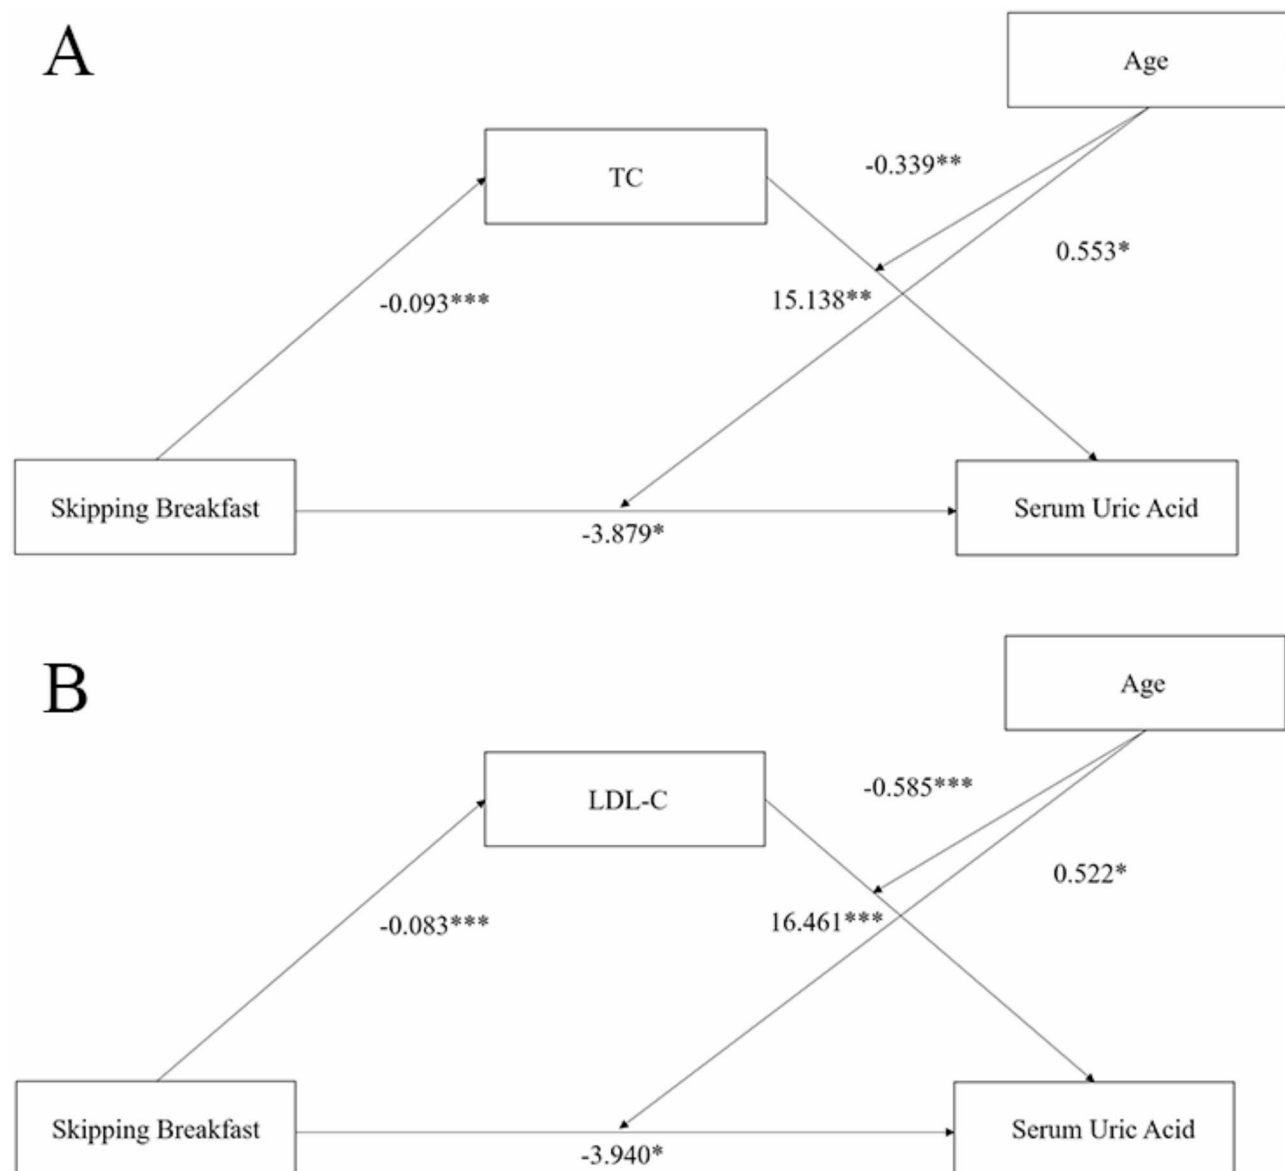 A
Age
TC
-0.339**
0.553*
-0.093***
15.138**
Skipping Breakfast
Serum Uric Acid
-3.879*
B
Age
LDL-C
-0.585***
0.522*
-0.083***
16.461***
Skipping Breakfast
Serum Uric Acid
-3.940*